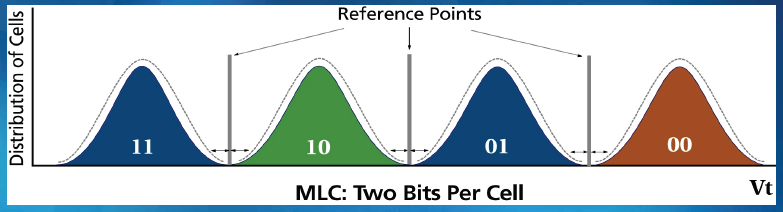 Reference Points
Distribution of Cells
11
10
01
00
Vt
MLC: Two Bits Per Cell